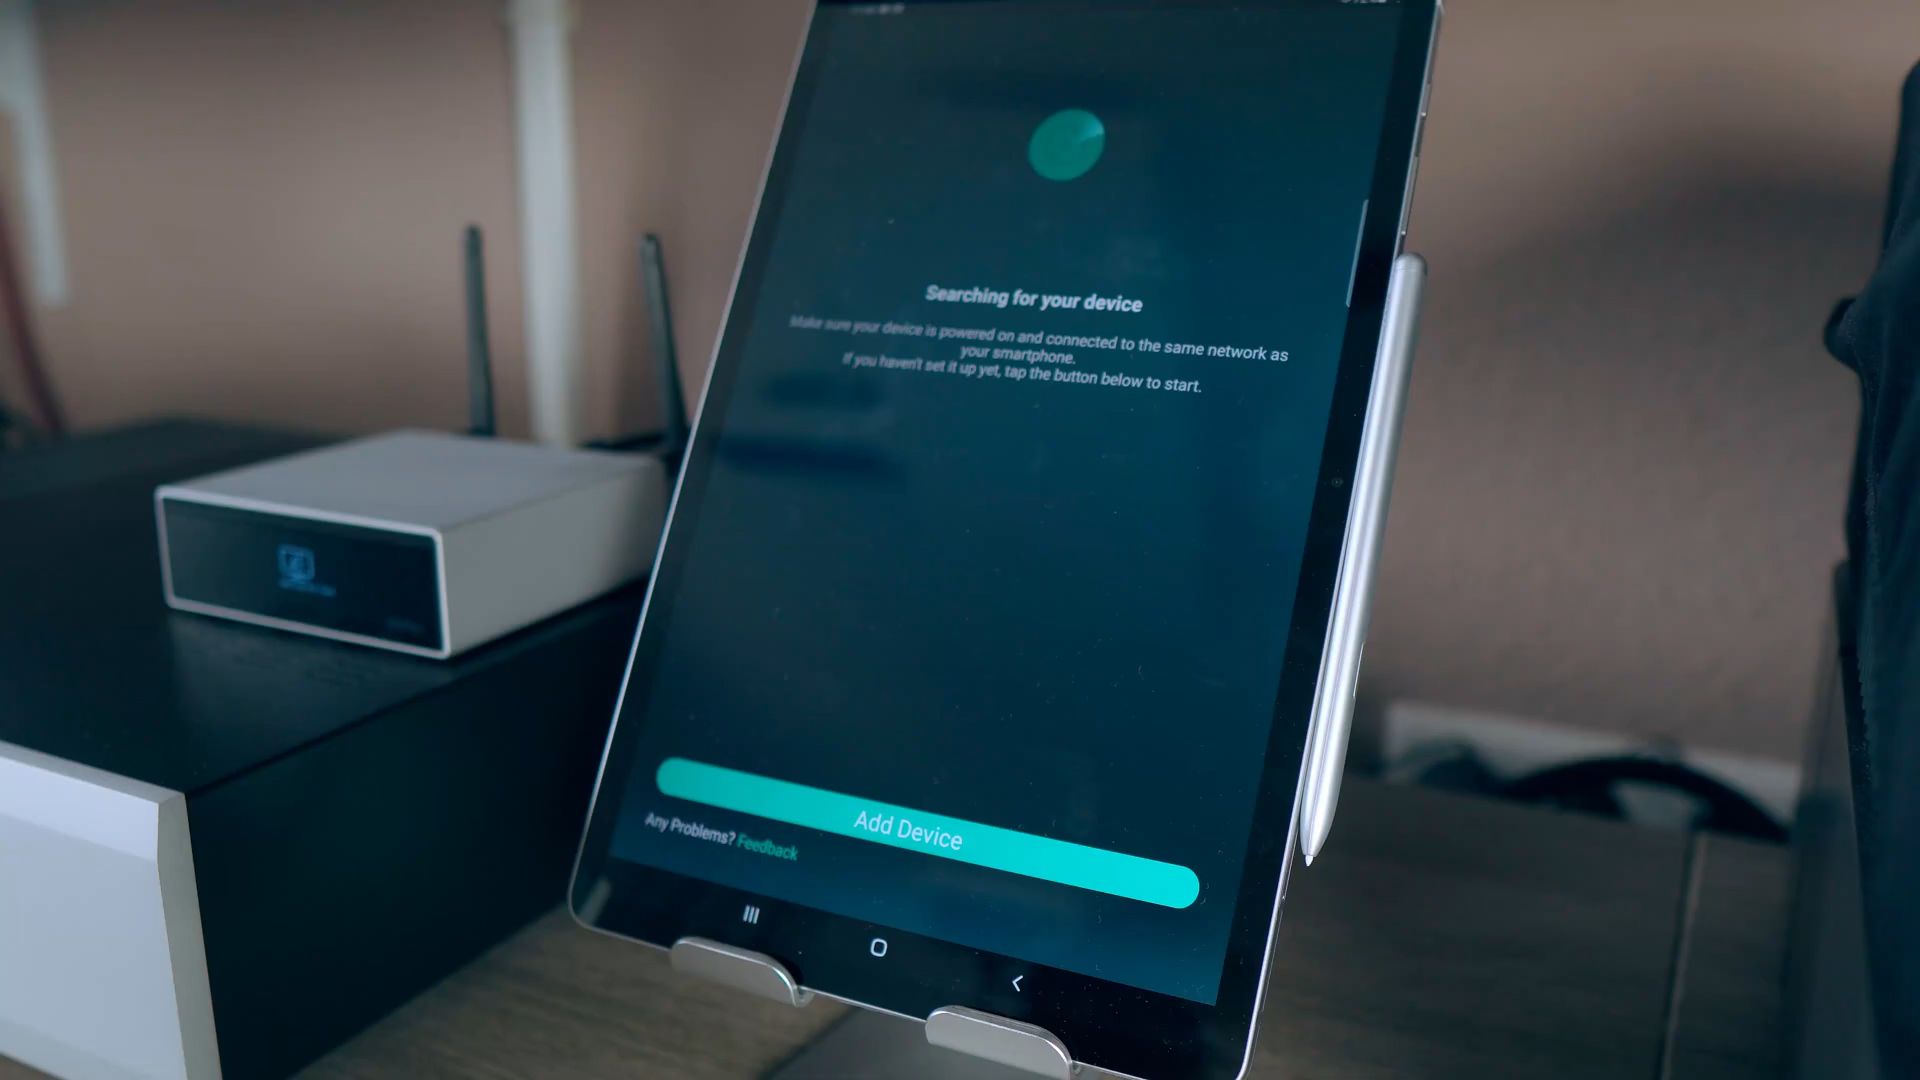 Searching for your device
Make sure your device is powered on and connected to the same network as
your smartphone.
If you haven't set it up yet, tap the button below to start.
Add Device
Any Problems? Feedback